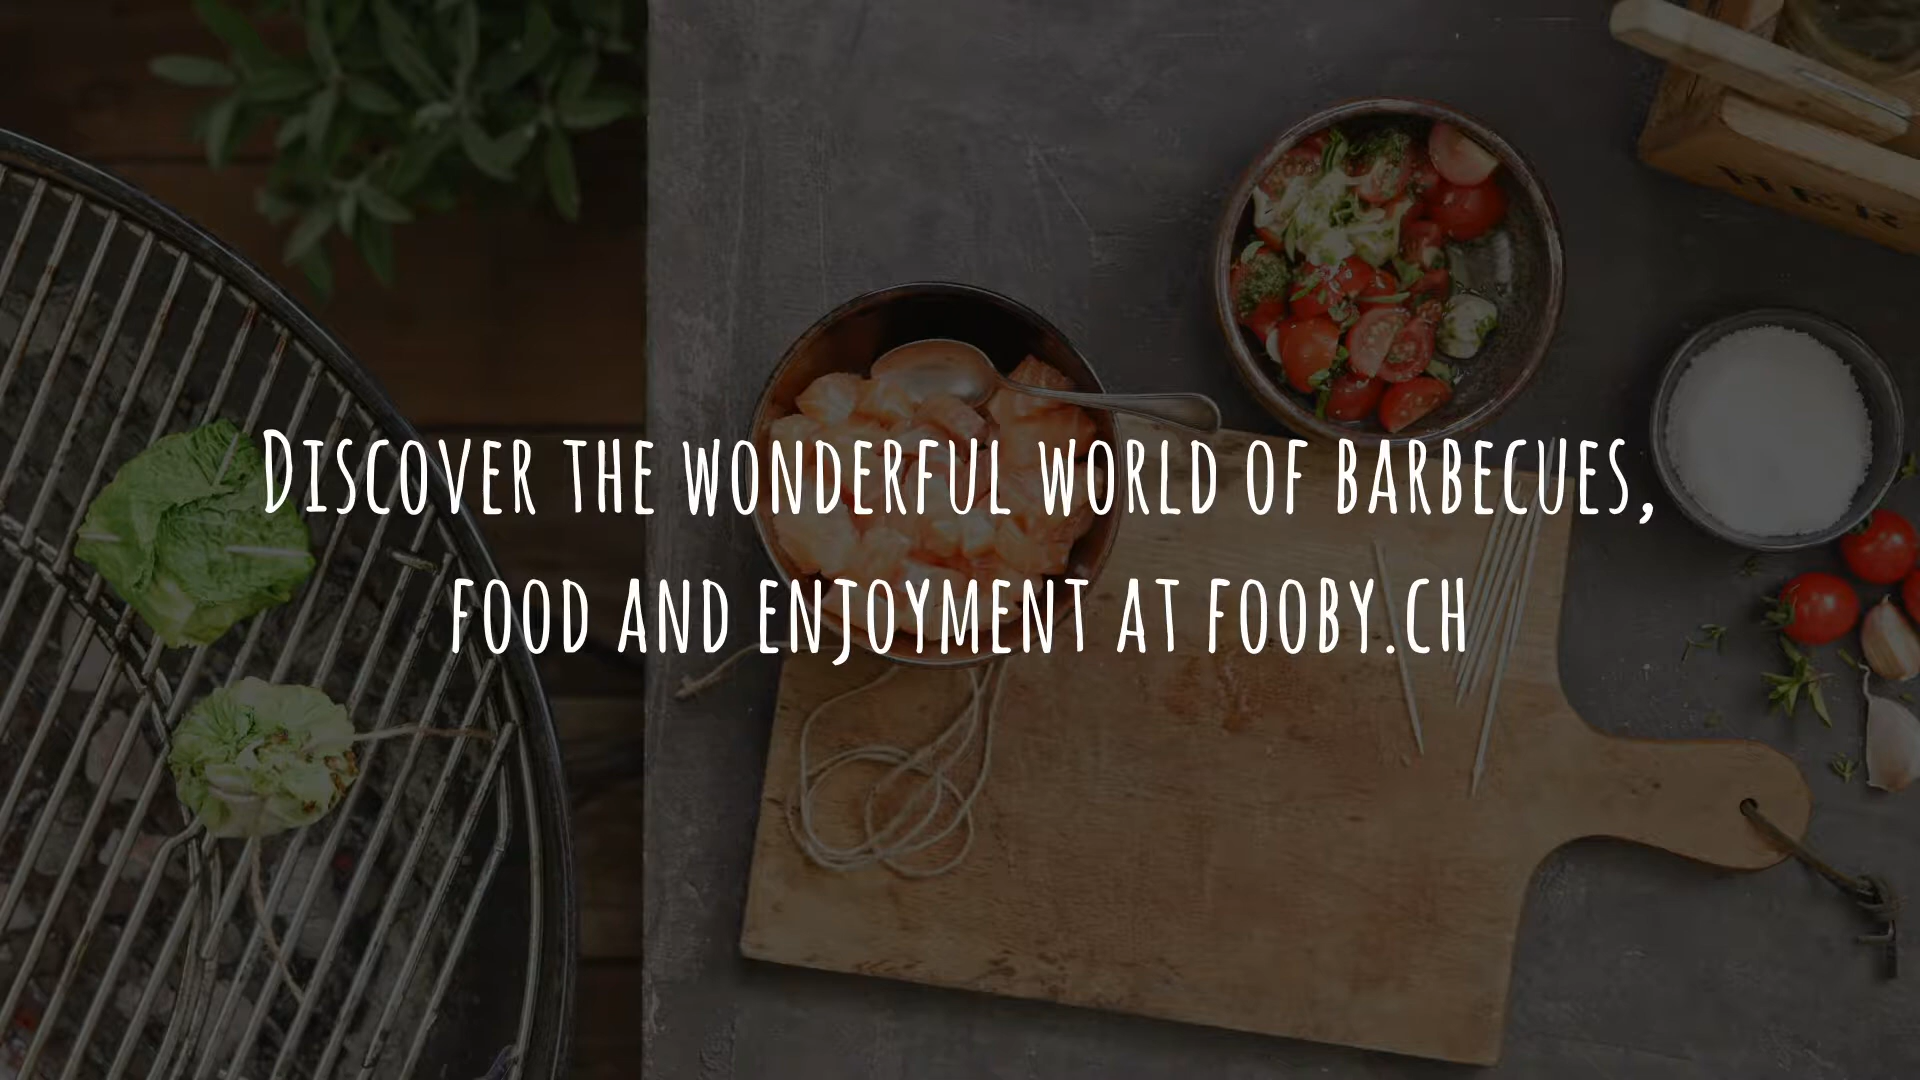 Discover the wonderful world of barbecues,
food and enjoyment at fooby.ch